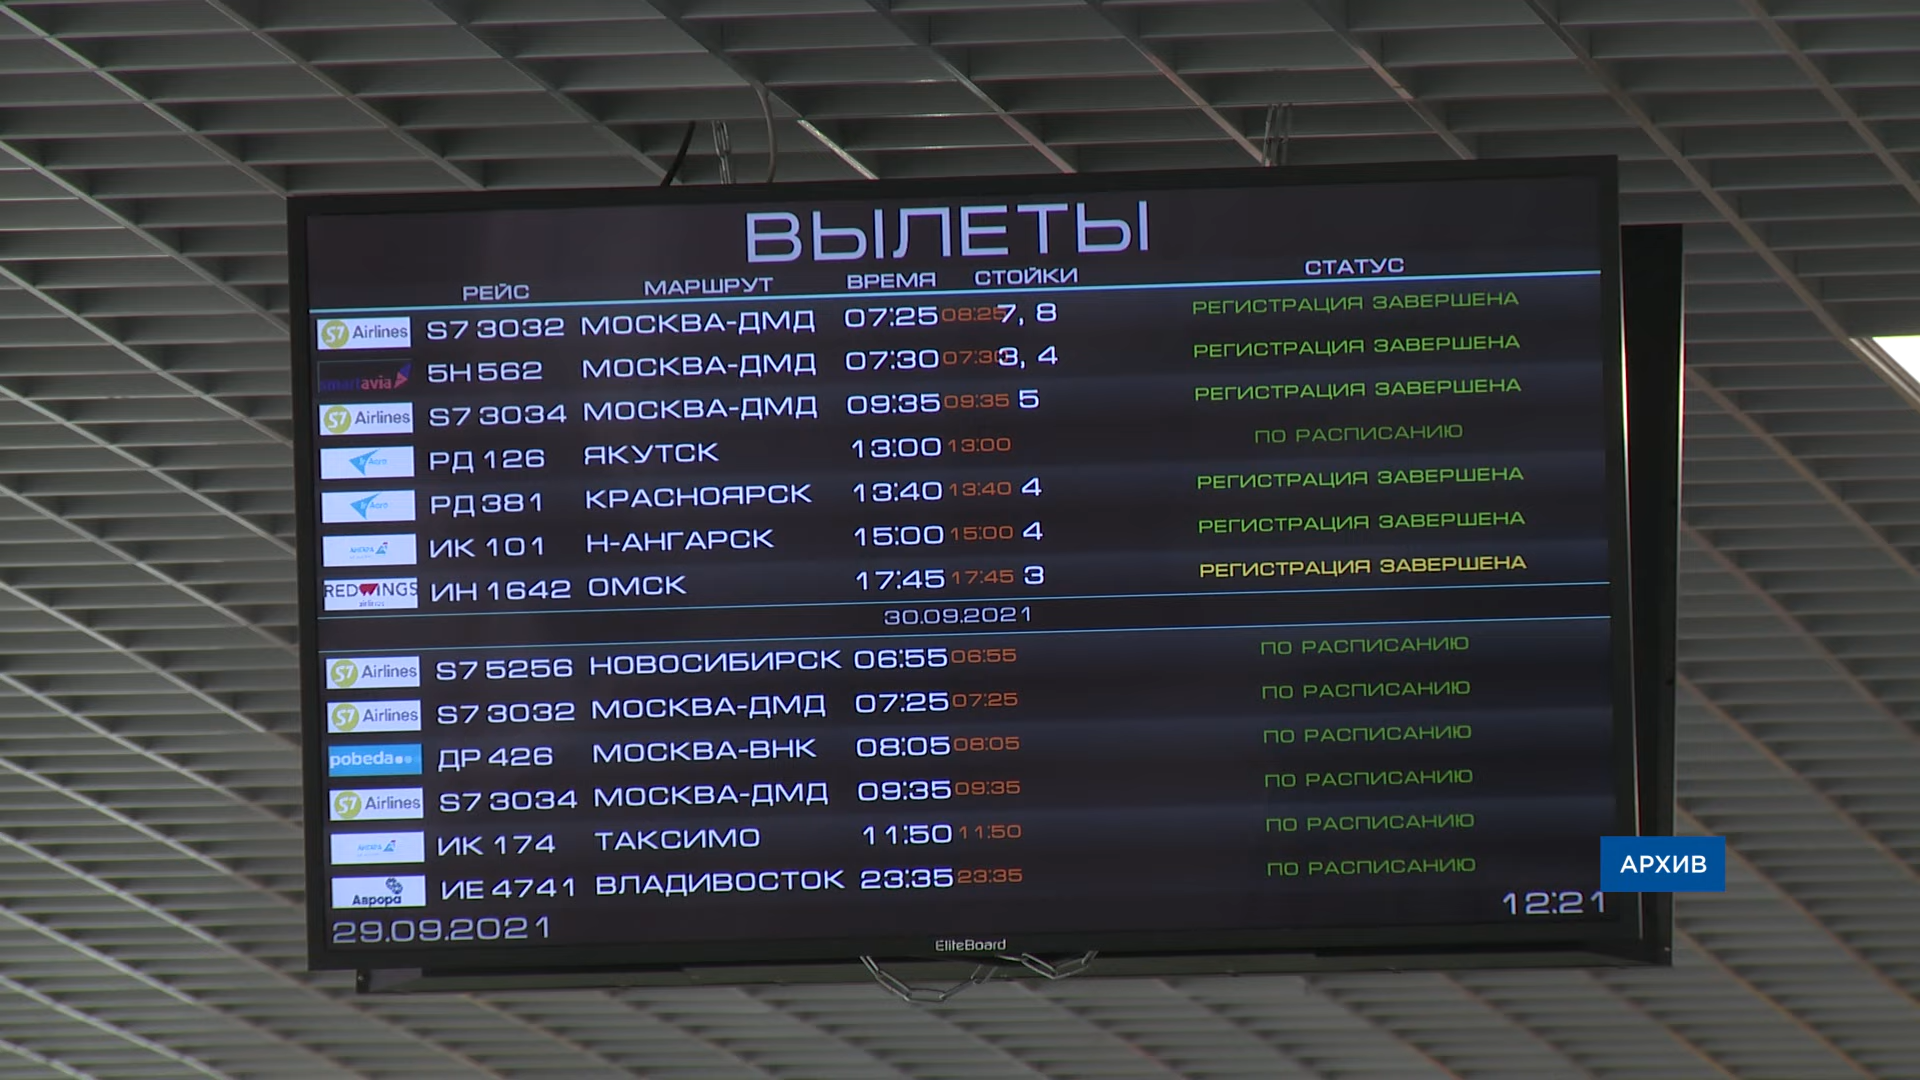 ВЫЛЕТЫ
РЕЙС МАРШРУТ ВРЕМЯ СТОЙКИ СТАТУС
S7 Airlines S7 3032 МОСКВА-ДМД 07:25 08:25 7, 8 РЕГИСТРАЦИЯ ЗАВЕРШЕНА
smartavia 5Н 562 МОСКВА-ДМД 07:30 07:30 3, 4 РЕГИСТРАЦИЯ ЗАВЕРШЕНА
S7 Airlines S7 3034 МОСКВА-ДМД 09:35 09:35 5 РЕГИСТРАЦИЯ ЗАВЕРШЕНА
РД 126 ЯКУТСК 13:00 13:00 ПО РАСПИСАНИЮ
РД 381 КРАСНОЯРСК 13:40 13:40 4 РЕГИСТРАЦИЯ ЗАВЕРШЕНА
ИК 101 Н-АНГАРСК 15:00 15:00 4 РЕГИСТРАЦИЯ ЗАВЕРШЕНА
REDWINGS airlines ИН 1642 ОМСК 17:45 17:45 3 РЕГИСТРАЦИЯ ЗАВЕРШЕНА
30.09.2021
S7 Airlines S7 5256 НОВОСИБИРСК 06:55 06:55 ПО РАСПИСАНИЮ
S7 Airlines S7 3032 МОСКВА-ДМД 07:25 07:25 ПО РАСПИСАНИЮ
pobeda ДР 426 МОСКВА-ВНК 08:05 08:05 ПО РАСПИСАНИЮ
S7 Airlines S7 3034 МОСКВА-ДМД 09:35 09:35 ПО РАСПИСАНИЮ
ИК 174 ТАКСИМО 11:50 11:50 ПО РАСПИСАНИЮ
Аврора ИЕ 4741 ВЛАДИВОСТОК 23:35 23:35 ПО РАСПИСАНИЮ
29.09.2021 12:21
EliteBoard
АРХИВ